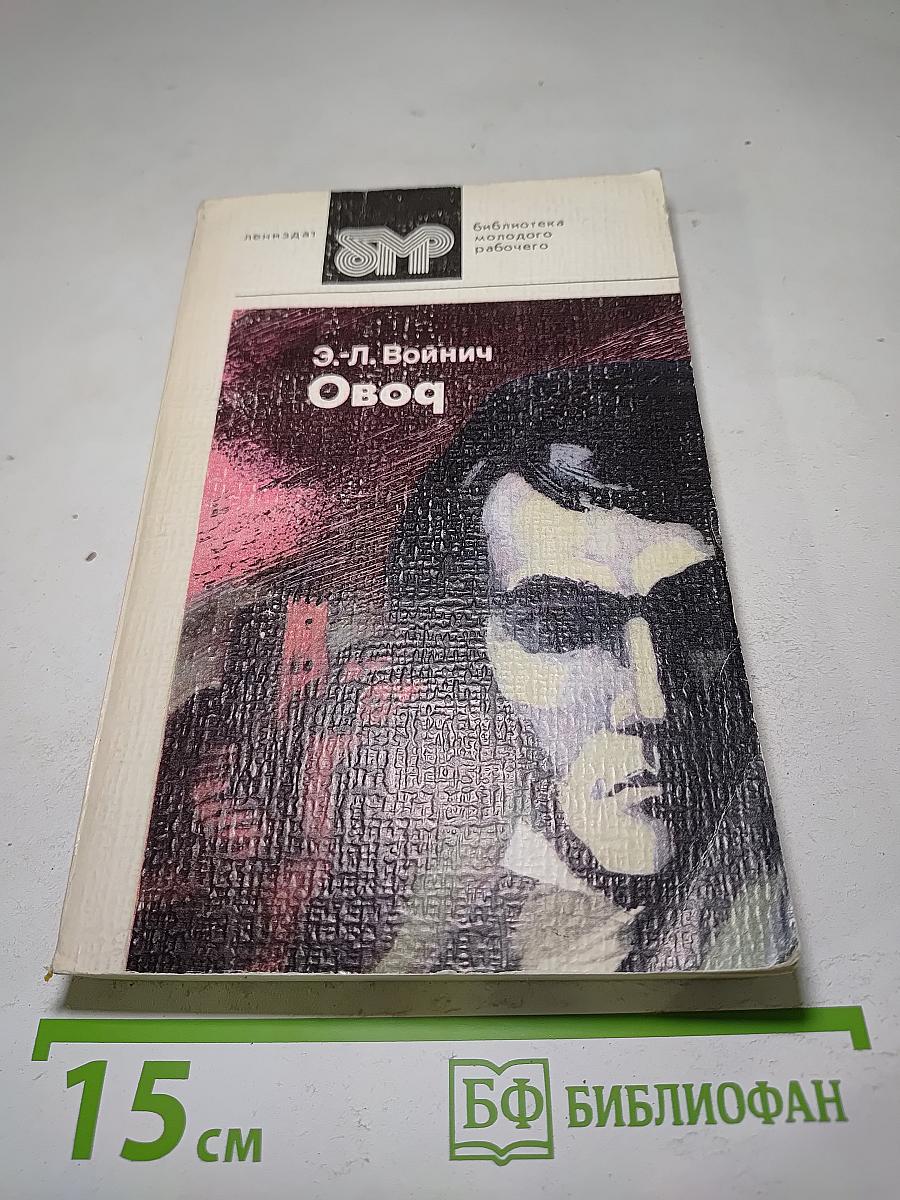 лениздат
бмр
библиотека
молодого
рабочего
Э.-Л. Войнич
Овод
15 см
БФ БИБЛИОФАН